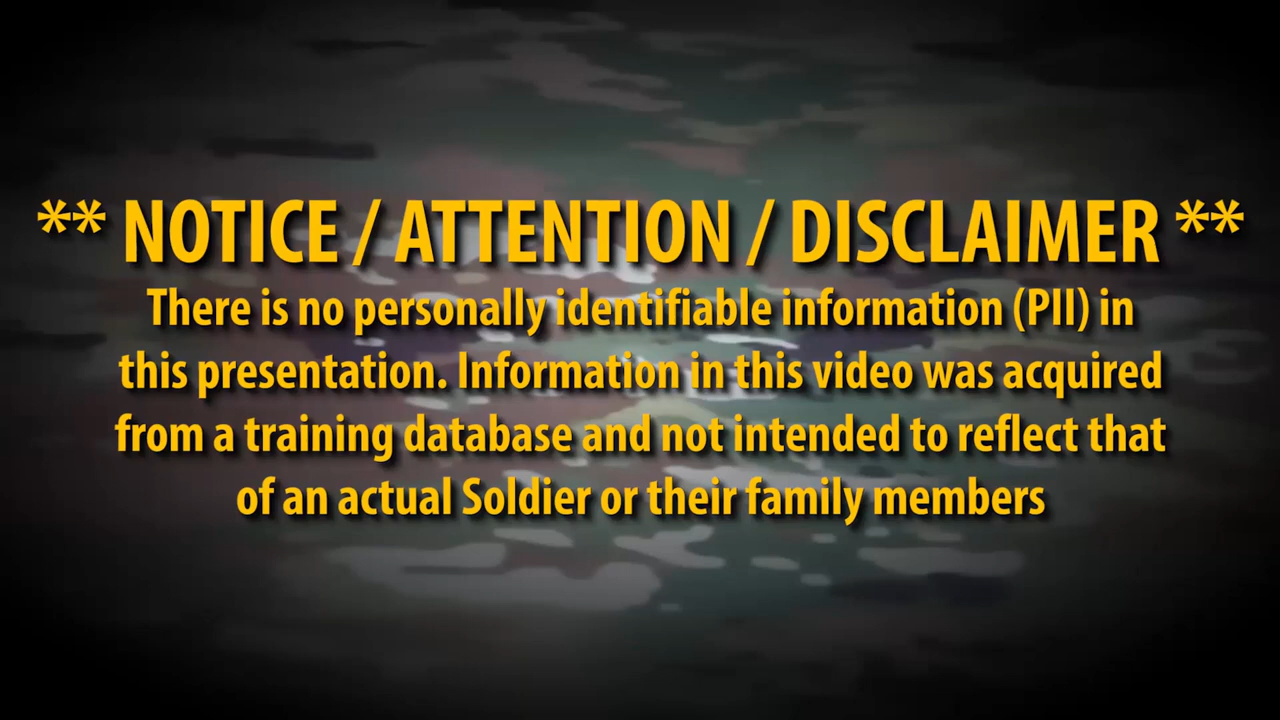 ** NOTICE / ATTENTION / DISCLAIMER **
There is no personally identifiable information (PII) in
this presentation. Information in this video was acquired
from a training database and not intended to reflect that
of an actual Soldier or their family members